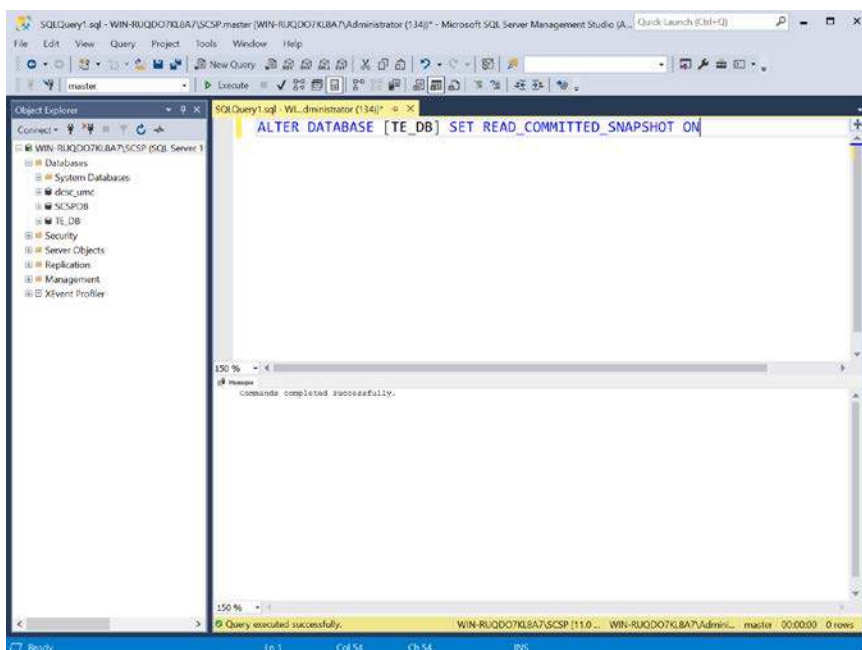 SQLQuery1.sql - WIN-RUQDO7KL8A7\SCSP.master (WIN-RUQDO7KL8A7\Administrator (134))* - Microsoft SQL Server Management Studio (A...
Quick Launch (Ctrl+Q)
File Edit View Query Project Tools Window Help
New Query
master
Execute
Object Explorer
SQLQuery1.sql - WI...dministrator (134))*
Connect
ALTER DATABASE [TE_DB] SET READ_COMMITTED_SNAPSHOT ON
WIN-RUQDO7KL8A7\SCSP (SQL Server 1
Databases
System Databases
SCSPDB
TE_DB
Security
Server Objects
Replication
Management
XEvent Profiler
150 %
Messages
Commands completed successfully.
150 %
Query executed successfully.
WIN-RUQDO7KL8A7\SCSP (11.0 ... WIN-RUQDO7KL8A7\Admini... master 00:00:00 0 rows
Ready Ln 1 Col 54 Ch 54 INS